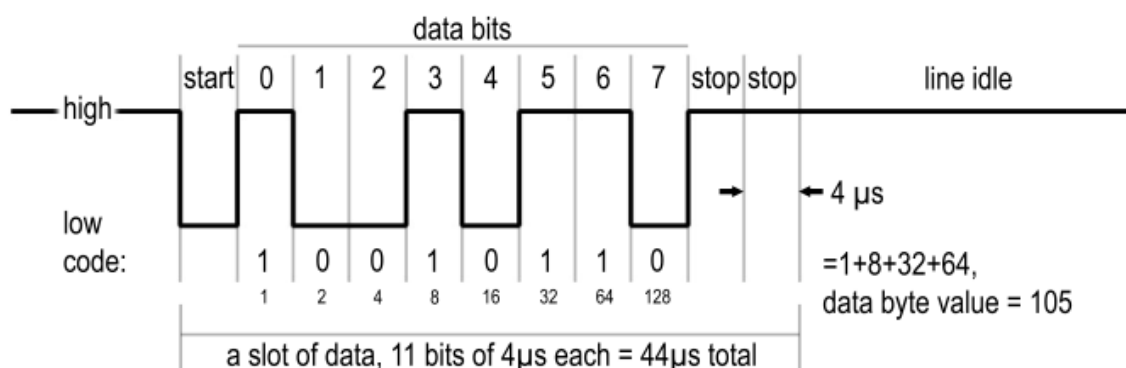 data bits
start 0 1 2 3 4 5 6 7 stop stop line idle
high
4 µs
low
code: 1 0 0 1 0 1 1 0 =1+8+32+64,
1 2 4 8 16 32 64 128 data byte value = 105
a slot of data, 11 bits of 4µs each = 44µs total